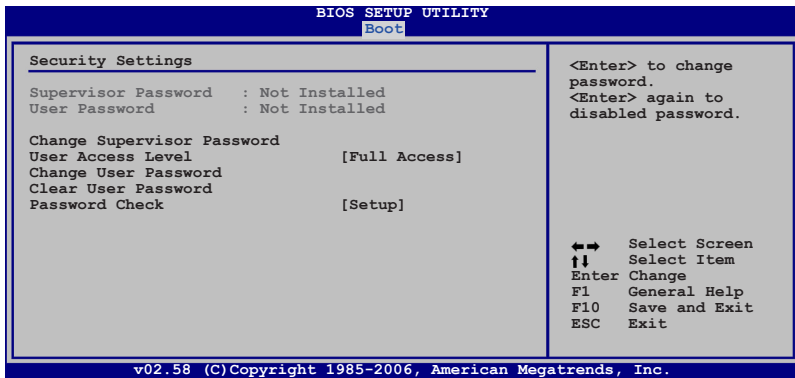 BIOS SETUP UTILITY
Boot
Security Settings
Supervisor Password : Not Installed
User Password : Not Installed
Change Supervisor Password
User Access Level [Full Access]
Change User Password
Clear User Password
Password Check [Setup]
<Enter> to change
password.
<Enter> again to
disabled password.
←→ Select Screen
↑↓ Select Item
Enter Change
F1 General Help
F10 Save and Exit
ESC Exit
v02.58 (C)Copyright 1985-2006, American Megatrends, Inc.